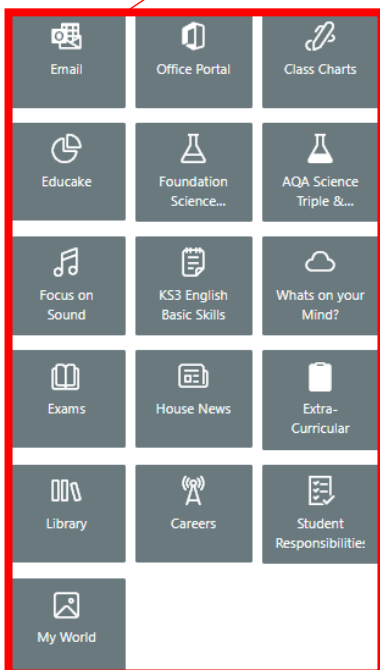 Email
Office Portal
Class Charts
Educake
Foundation
Science...
AQA Science
Triple &...
Focus on
Sound
KS3 English
Basic Skills
Whats on your
Mind?
Exams
House News
Extra-
Curricular
Library
Careers
Student
Responsibilities
My World